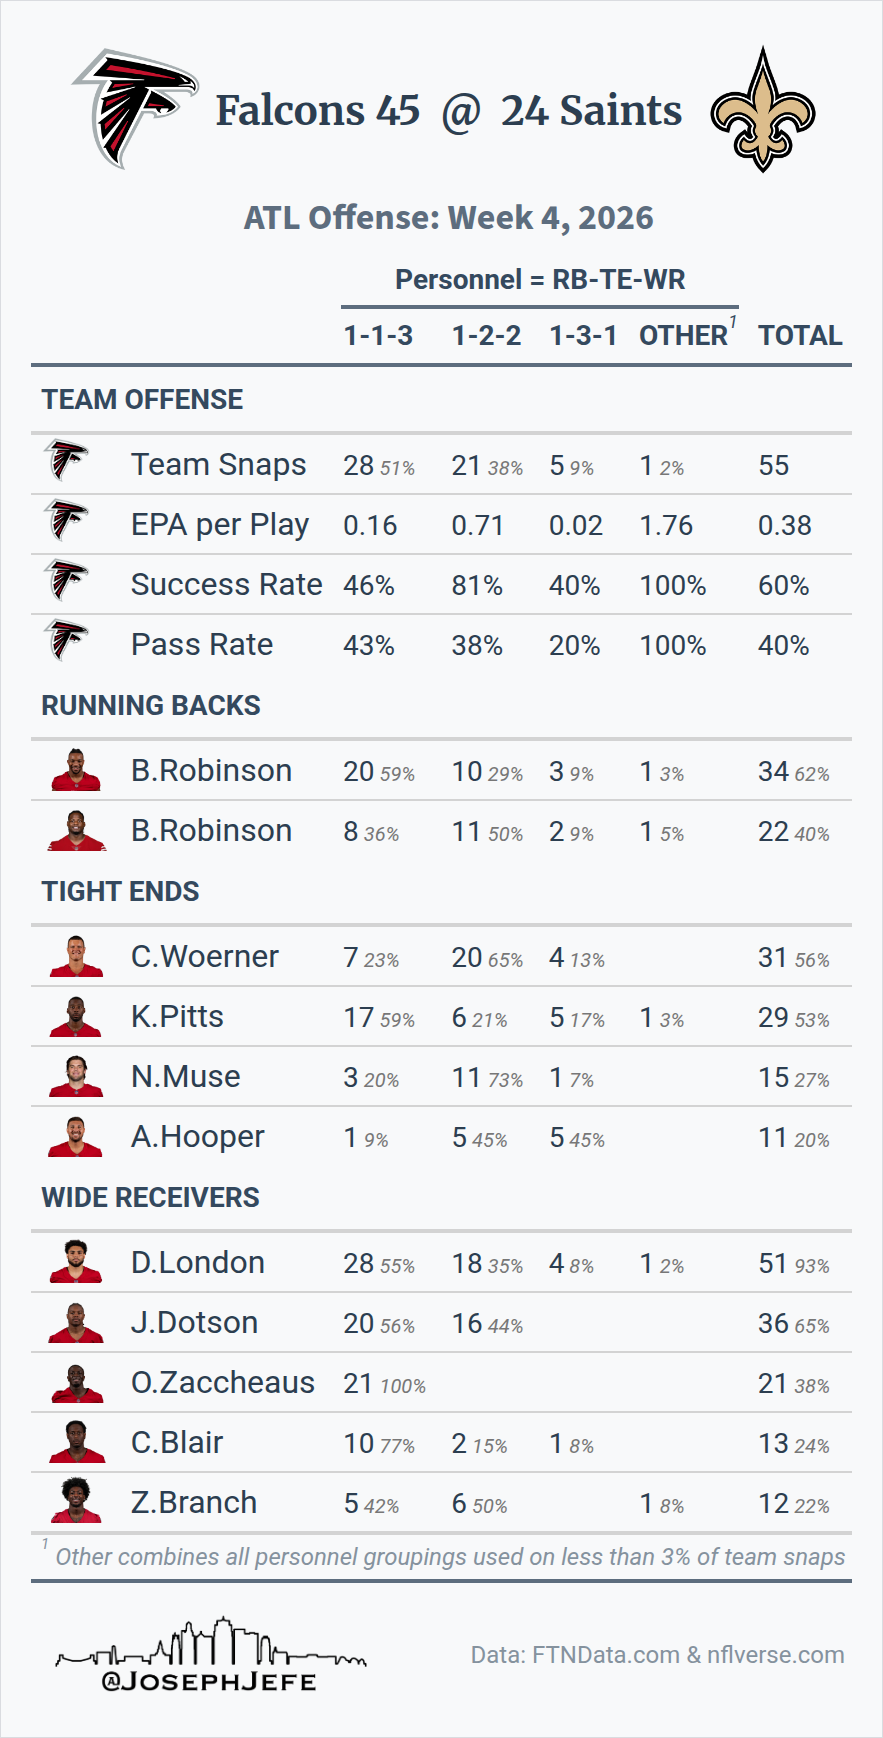 Falcons 45 @ 24 Saints
ATL Offense: Week 4, 2026
Personnel = RB-TE-WR
1-1-3 1-2-2 1-3-1 OTHER1 TOTAL
TEAM OFFENSE
Team Snaps 28 51% 21 38% 5 9% 1 2% 55
EPA per Play 0.16 0.71 0.02 1.76 0.38
Success Rate 46% 81% 40% 100% 60%
Pass Rate 43% 38% 20% 100% 40%
RUNNING BACKS
B.Robinson 20 59% 10 29% 3 9% 1 3% 34 62%
B.Robinson 8 36% 11 50% 2 9% 1 5% 22 40%
TIGHT ENDS
C.Woerner 7 23% 20 65% 4 13% 31 56%
K.Pitts 17 59% 6 21% 5 17% 1 3% 29 53%
N.Muse 3 20% 11 73% 1 7% 15 27%
A.Hooper 1 9% 5 45% 5 45% 11 20%
WIDE RECEIVERS
D.London 28 55% 18 35% 4 8% 1 2% 51 93%
J.Dotson 20 56% 16 44% 36 65%
O.Zaccheaus 21 100% 21 38%
C.Blair 10 77% 2 15% 1 8% 13 24%
Z.Branch 5 42% 6 50% 1 8% 12 22%
1 Other combines all personnel groupings used on less than 3% of team snaps
@JosephJefe
Data: FTNData.com & nflverse.com